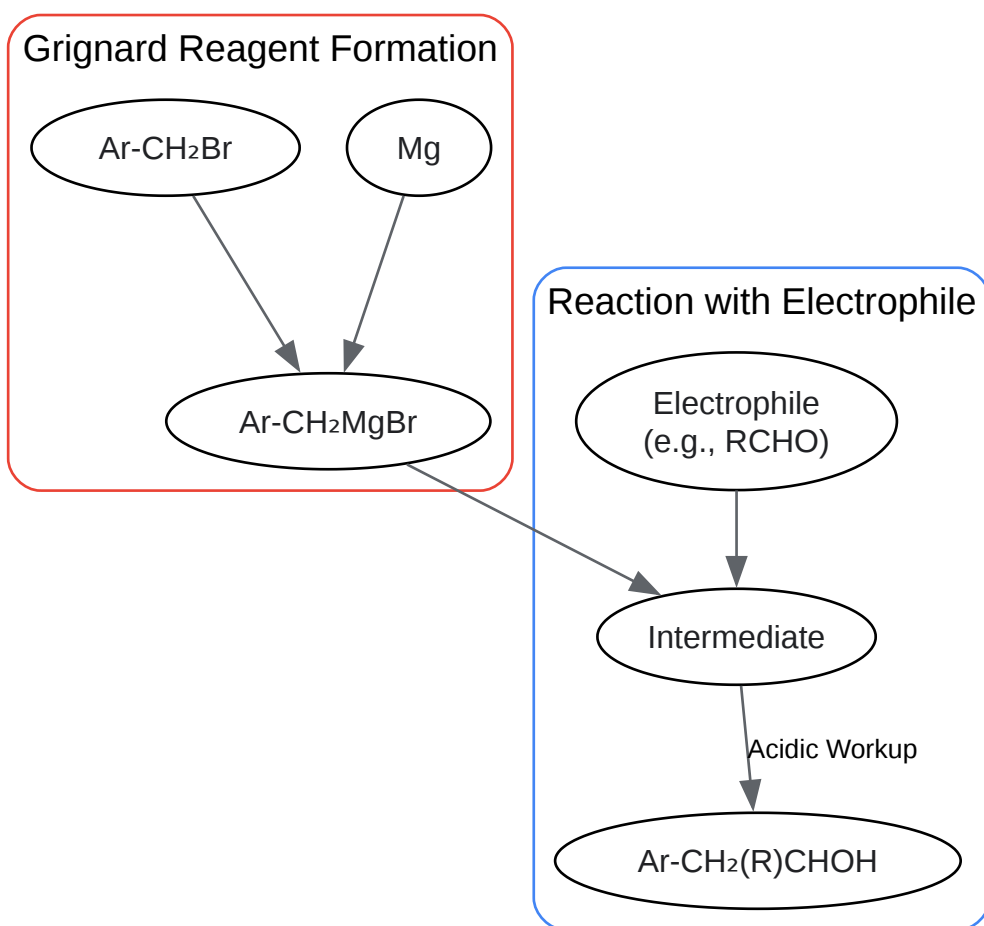 Grignard Reagent Formation
Ar-CH₂Br
Mg
Ar-CH₂MgBr
Reaction with Electrophile
Electrophile
(e.g., RCHO)
Intermediate
Acidic Workup
Ar-CH₂(R)CHOH